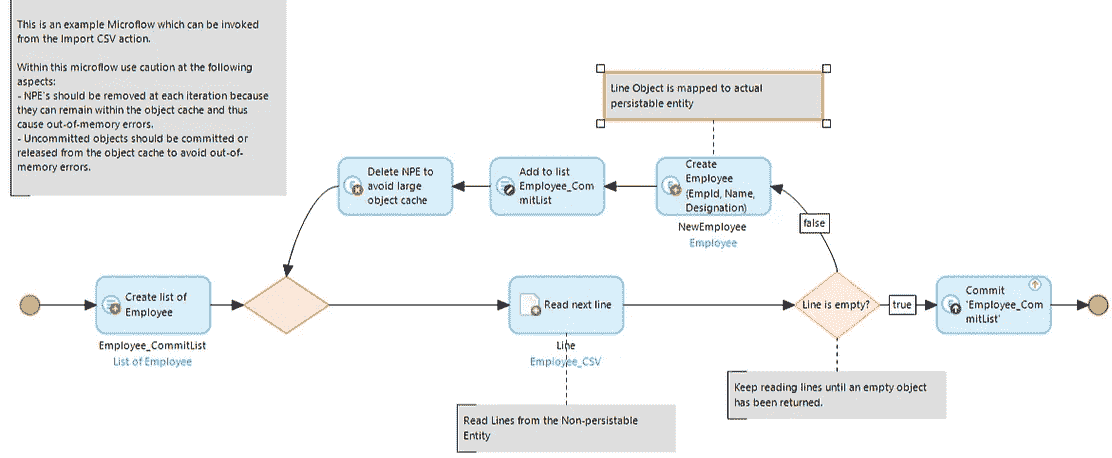 This is an example Microflow which can be invoked
from the Import CSV action.
Within this microflow use caution at the following
aspects:
- NPE's should be removed at each iteration because
they can remain within the object cache and thus
cause out-of-memory errors.
- Uncommitted objects should be committed or
released from the object cache to avoid out-of-
memory errors.
Line Object is mapped to actual
persistable entity
Delete NPE to
avoid large
object cache
Add to list
Employee_Com
mitList
Create
Employee
(EmpId, Name,
Designation)
NewEmployee
Employee
false
Create list of
Employee
Employee_CommitList
List of Employee
Read next line
Line
Employee_CSV
Line is empty?
true
Commit
'Employee_Com
mitList'
Keep reading lines until an empty object
has been returned.
Read Lines from the Non-persistable
Entity